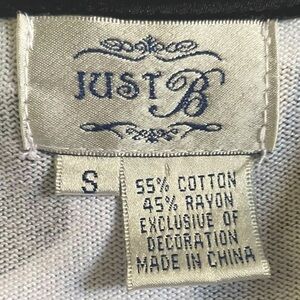 JUST B
S
55% COTTON
45% RAYON
EXCLUSIVE OF
DECORATION
MADE IN CHINA